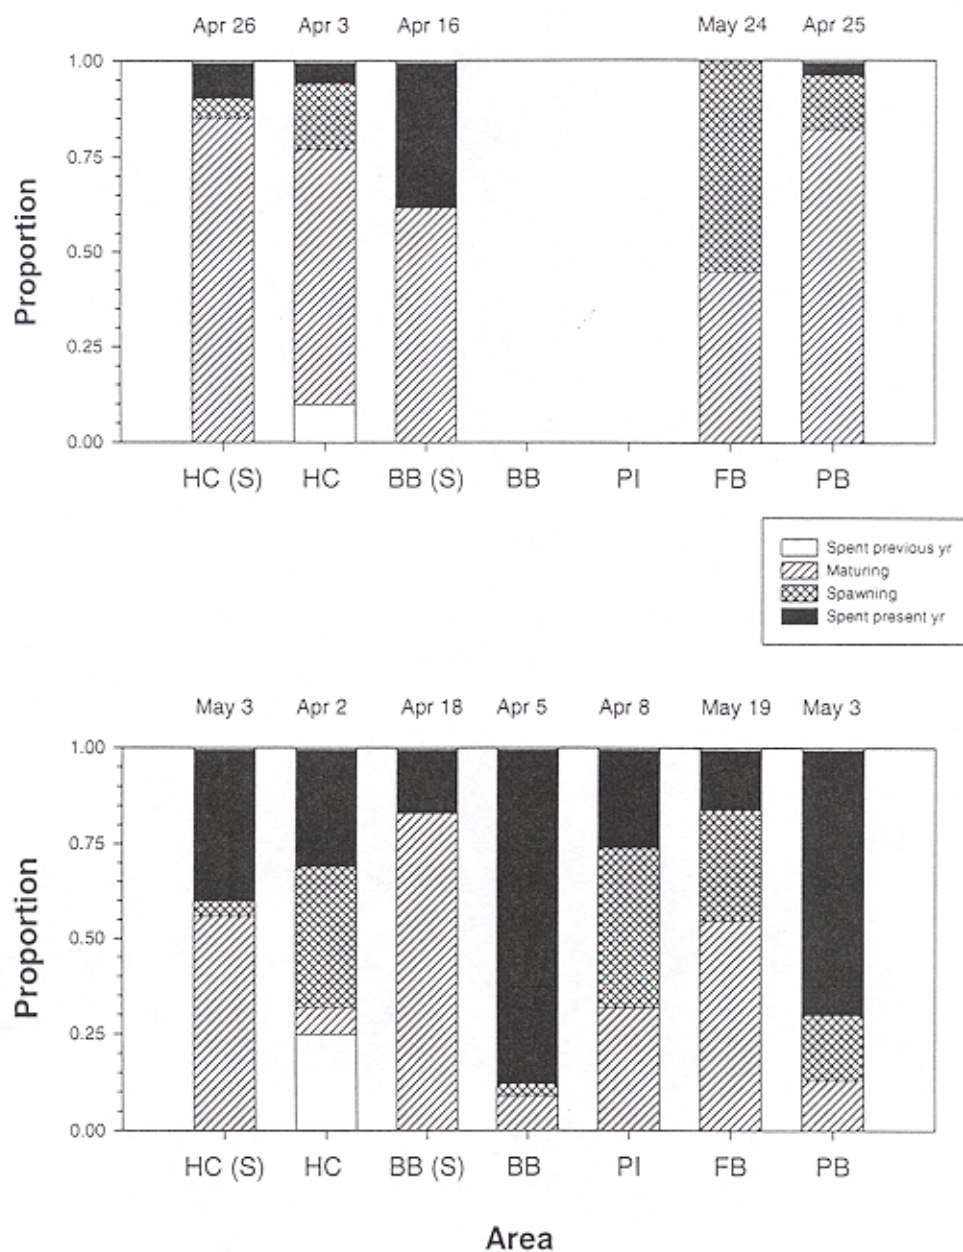 Apr 26 Apr 3 Apr 16 May 24 Apr 25
1.00
0.75
0.50
0.25
0.00
Proportion
HC (S) HC BB (S) BB PI FB PB
Spent previous yr
Maturing
Spawning
Spent present yr
May 3 Apr 2 Apr 18 Apr 5 Apr 8 May 19 May 3
1.00
0.75
0.50
0.25
0.00
Proportion
HC (S) HC BB (S) BB PI FB PB
Area